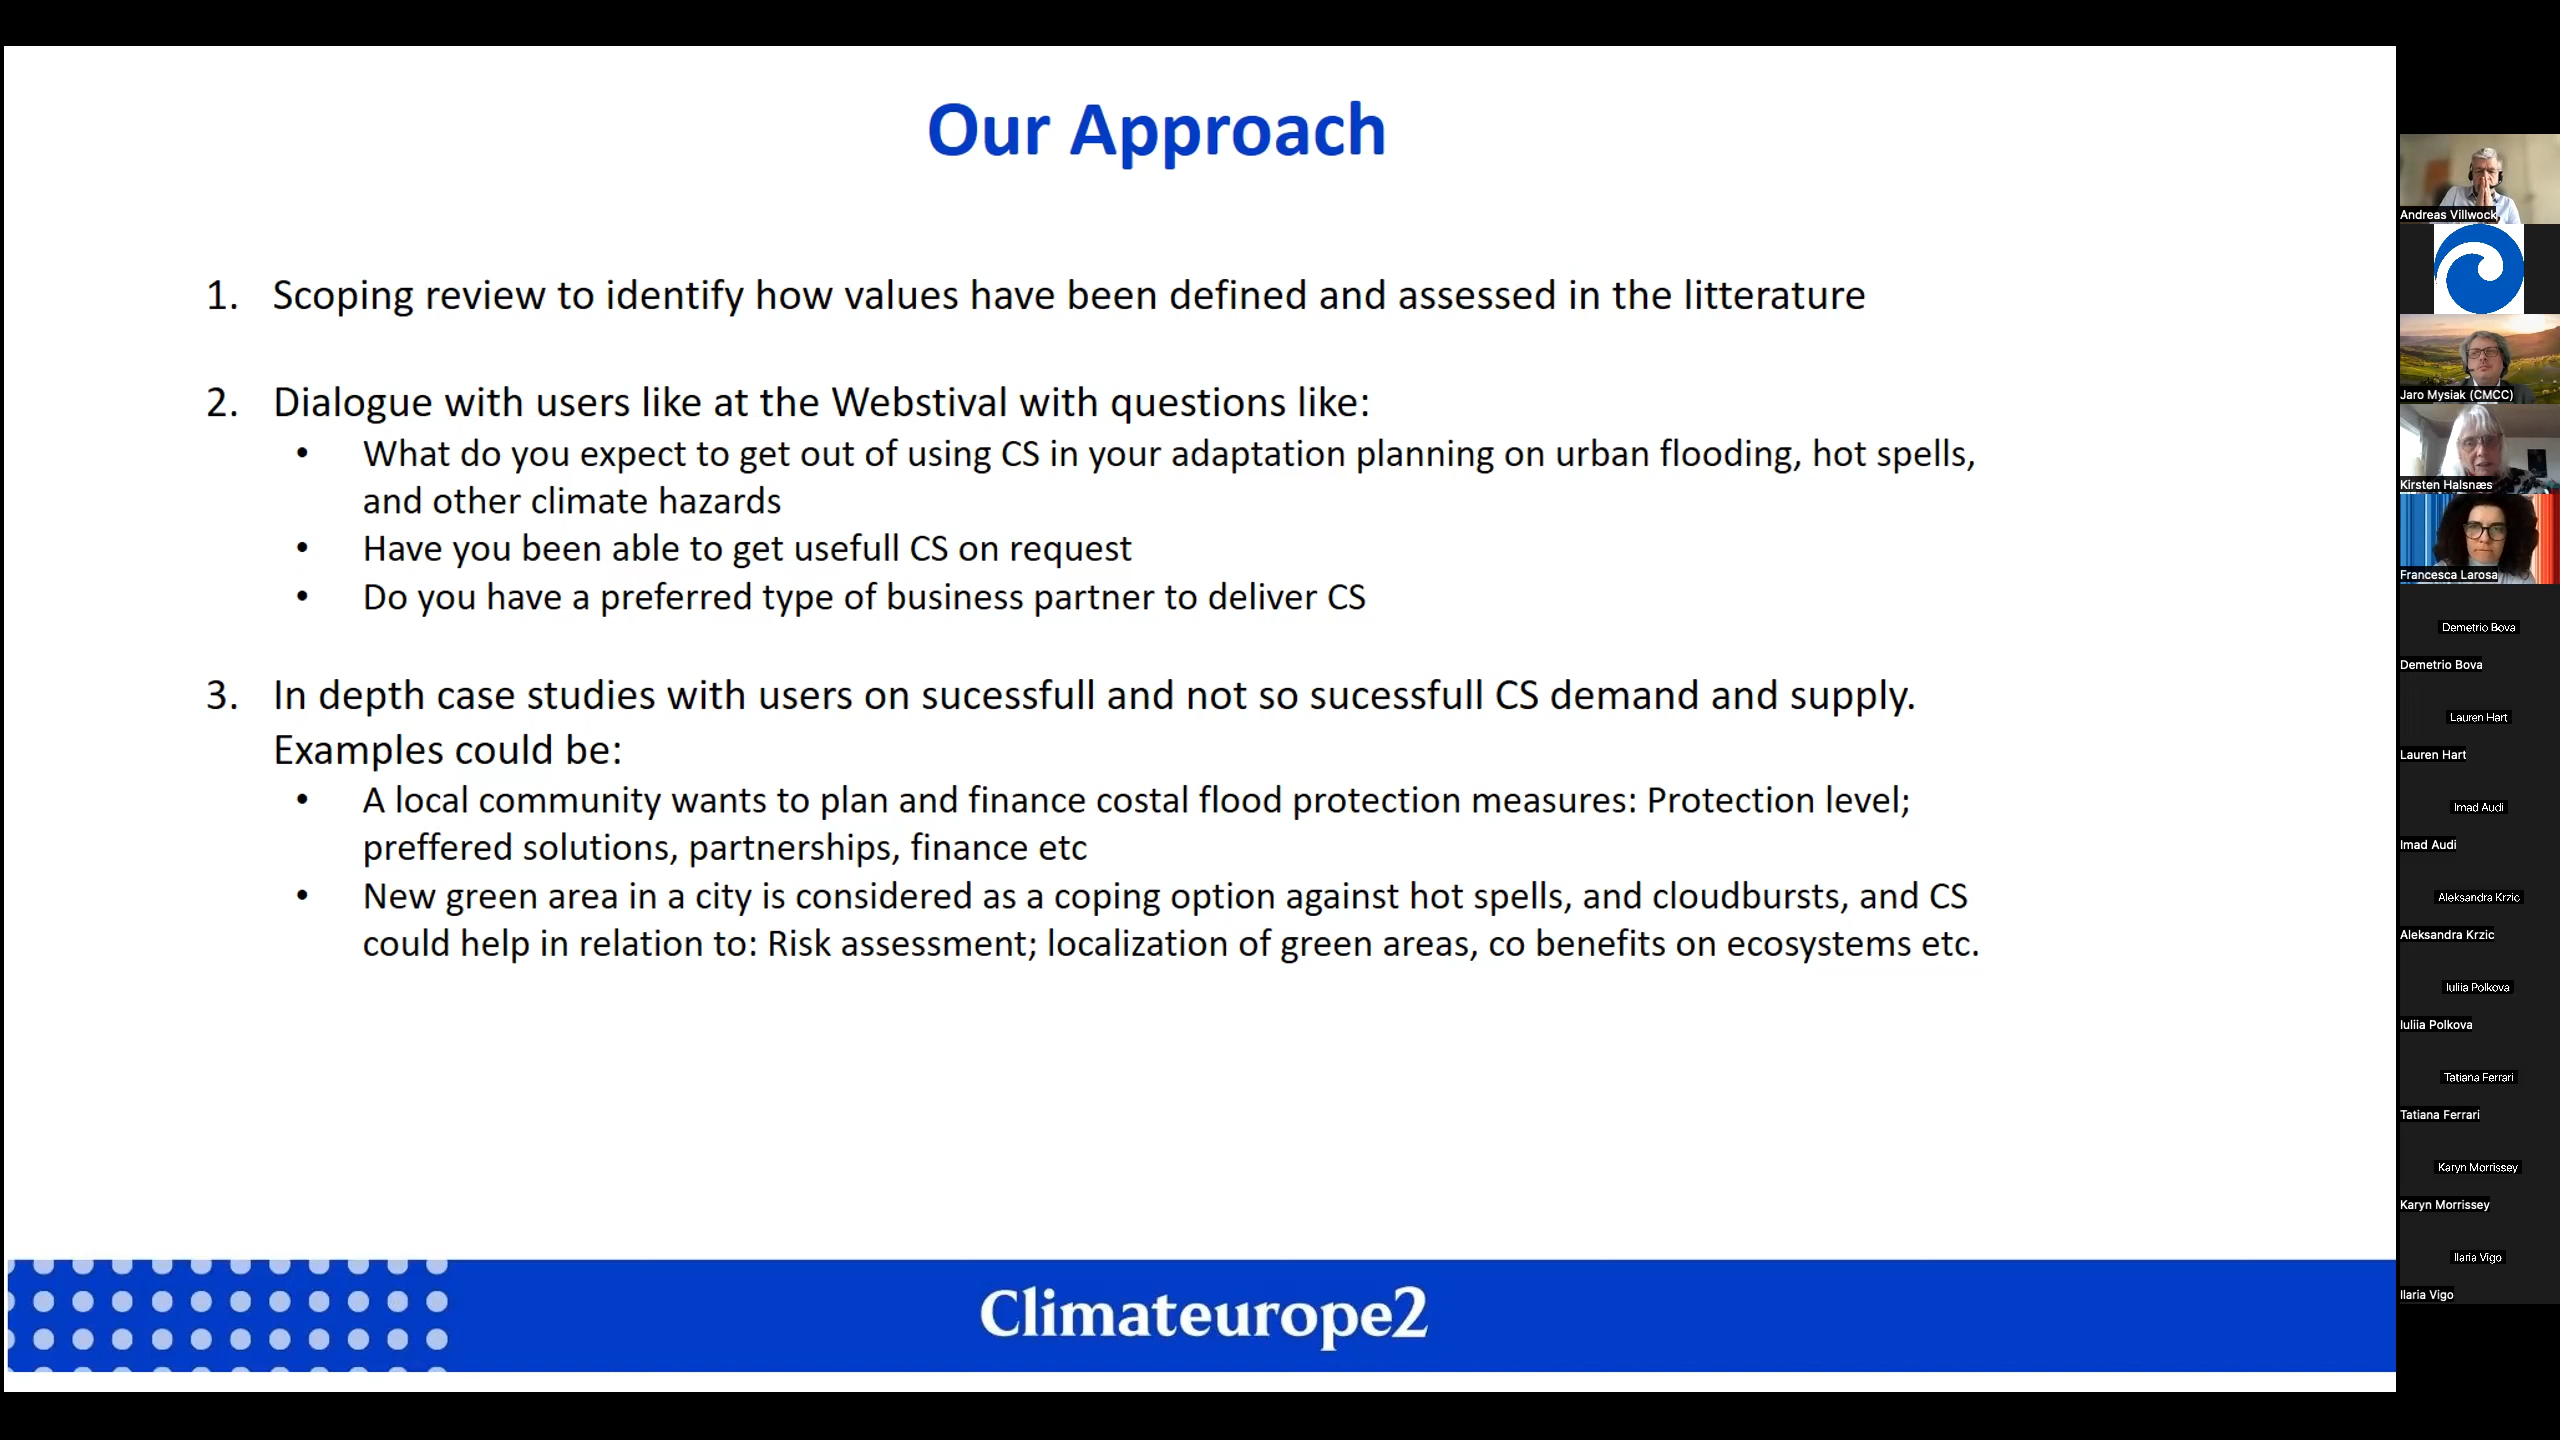 Our Approach
1. Scoping review to identify how values have been defined and assessed in the litterature
2. Dialogue with users like at the Webstival with questions like:
• What do you expect to get out of using CS in your adaptation planning on urban flooding, hot spells,
and other climate hazards
• Have you been able to get usefull CS on request
• Do you have a preferred type of business partner to deliver CS
3. In depth case studies with users on sucessfull and not so sucessfull CS demand and supply.
Examples could be:
• A local community wants to plan and finance costal flood protection measures: Protection level;
preffered solutions, partnerships, finance etc
• New green area in a city is considered as a coping option against hot spells, and cloudbursts, and CS
could help in relation to: Risk assessment; localization of green areas, co benefits on ecosystems etc.
Climateurope2
Andreas Villwock
Jaro Mysiak (CMCC)
Kirsten Halsnæs
Francesca Larosa
Demetrio Bova
Demetrio Bova
Lauren Hart
Lauren Hart
Imad Audi
Imad Audi
Aleksandra Krzic
Aleksandra Krzic
Iuliia Polkova
Iuliia Polkova
Tatiana Ferrari
Tatiana Ferrari
Karyn Morrissey
Karyn Morrissey
Ilaria Vigo
Ilaria Vigo